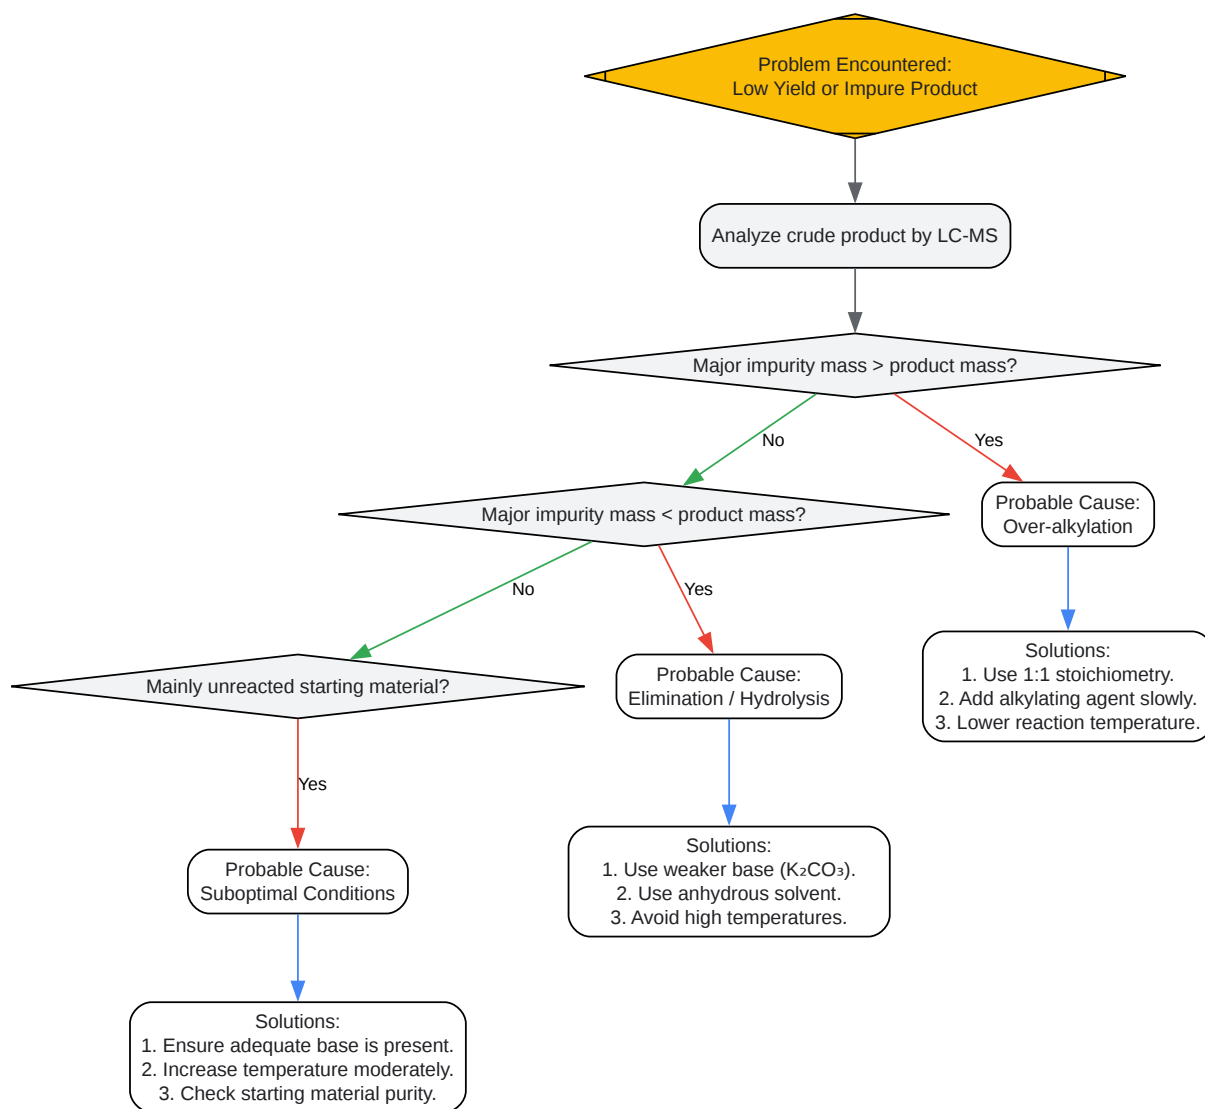 Problem Encountered:
Low Yield or Impure Product
Analyze crude product by LC-MS
Major impurity mass > product mass?
No
Yes
Major impurity mass < product mass?
Probable Cause:
Over-alkylation
No
Yes
Solutions:
1. Use 1:1 stoichiometry.
2. Add alkylating agent slowly.
3. Lower reaction temperature.
Mainly unreacted starting material?
Probable Cause:
Elimination / Hydrolysis
Yes
Solutions:
1. Use weaker base (K₂CO₃).
2. Use anhydrous solvent.
3. Avoid high temperatures.
Probable Cause:
Suboptimal Conditions
Solutions:
1. Ensure adequate base is present.
2. Increase temperature moderately.
3. Check starting material purity.